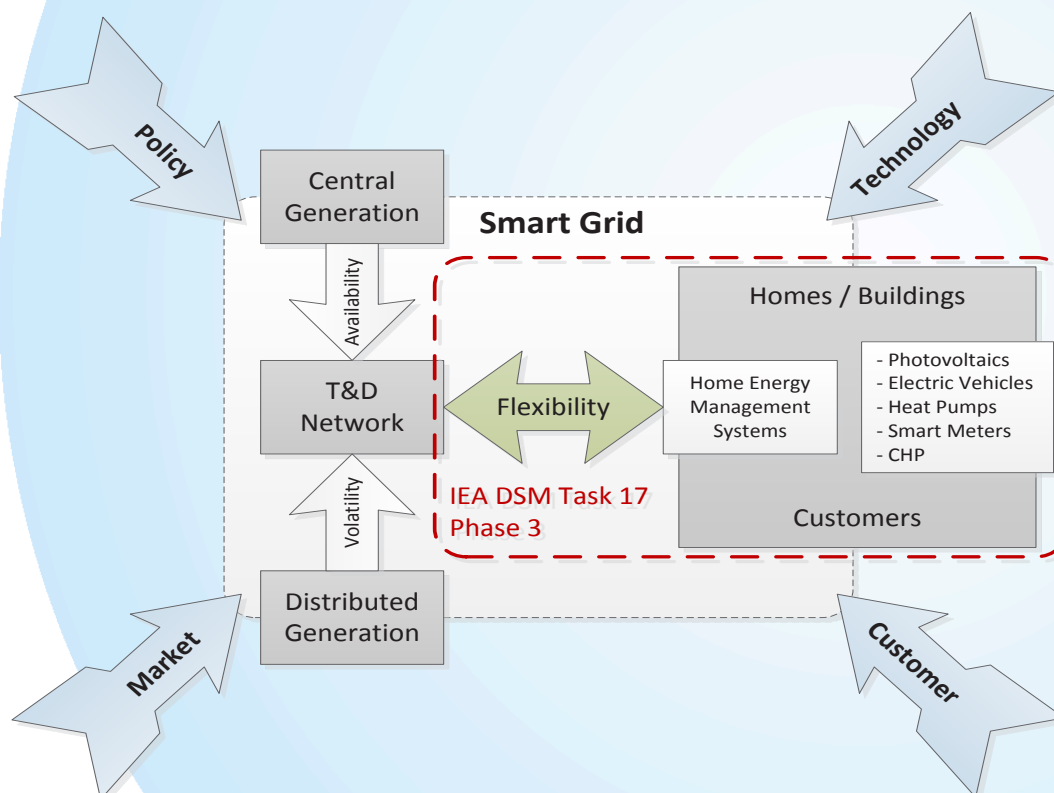 Policy
Technology
Central
Generation
Smart Grid
Availability
Homes / Buildings
T&D
Network
Flexibility
Home Energy
Management
Systems
- Photovoltaics
- Electric Vehicles
- Heat Pumps
- Smart Meters
- CHP
Volatility
IEA DSM Task 17
Phase 3
Customers
Distributed
Generation
Market
Customer